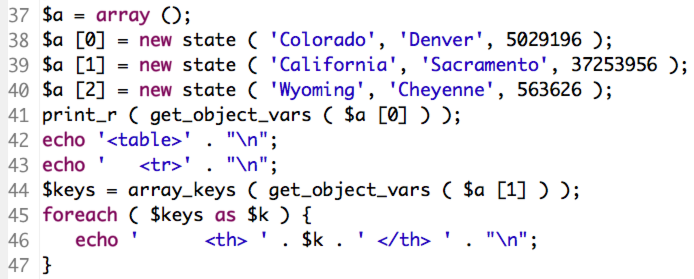 37 $a = array ();
38 $a [0] = new state ( 'Colorado', 'Denver', 5029196 );
39 $a [1] = new state ( 'California', 'Sacramento', 37253956 );
40 $a [2] = new state ( 'Wyoming', 'Cheyenne', 563626 );
41 print_r ( get_object_vars ( $a [0] ) );
42 echo '<table>' . "\n";
43 echo '   <tr>' . "\n";
44 $keys = array_keys ( get_object_vars ( $a [1] ) );
45 foreach ( $keys as $k ) {
46    echo '      <th> ' . $k . ' </th> ' . "\n";
47 }